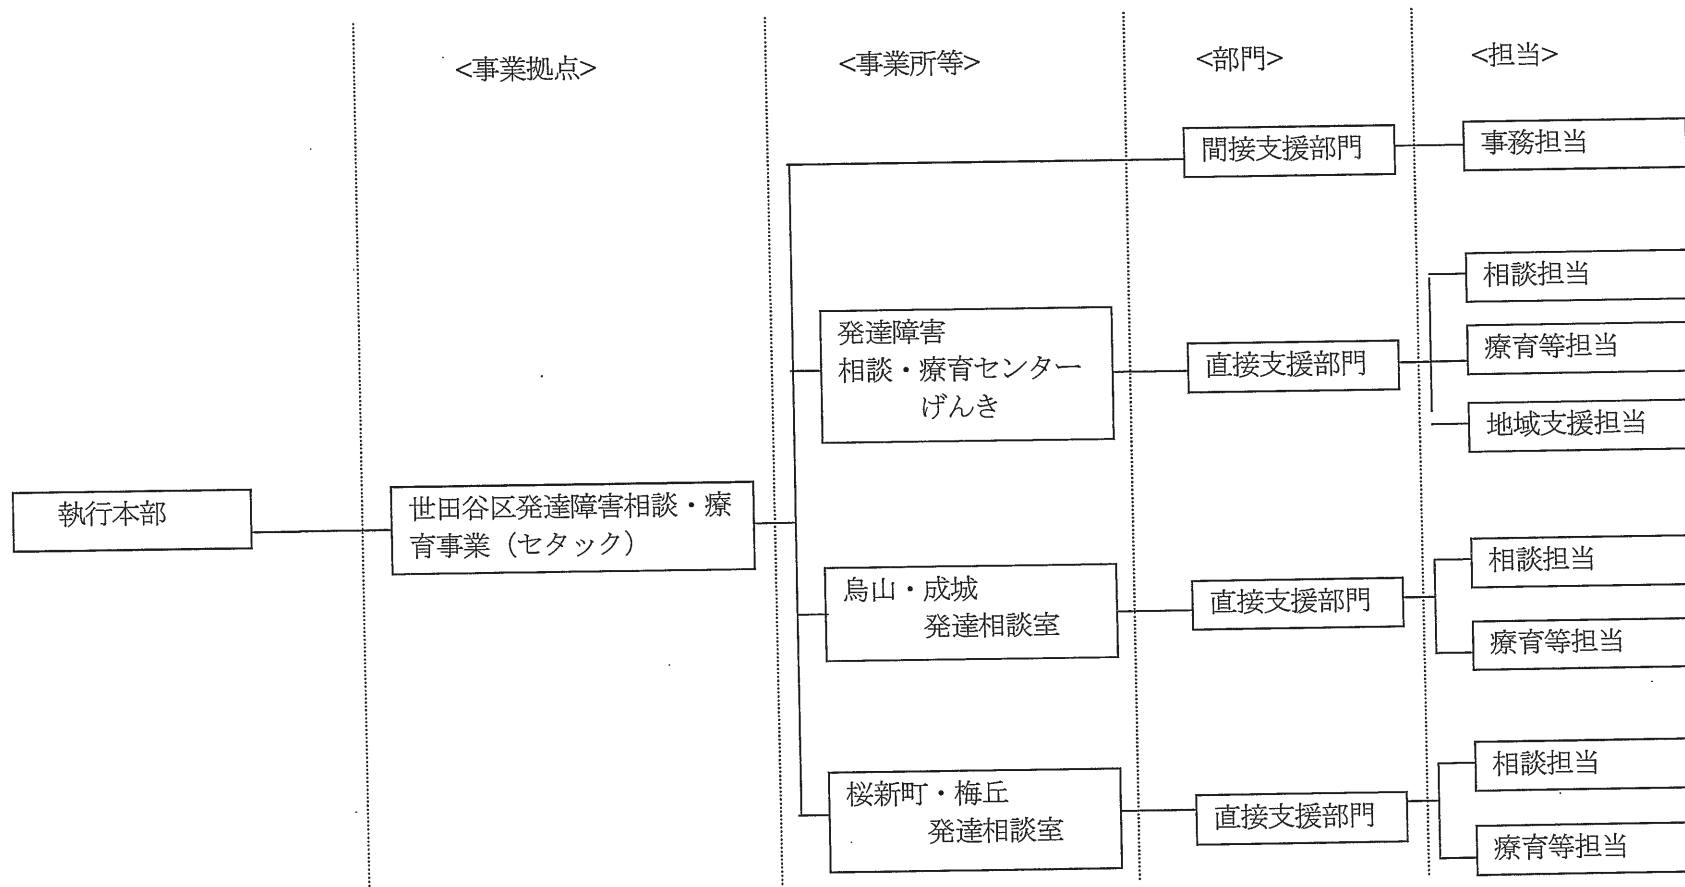 <事業拠点>
<事業所等>
<部門>
<担当>
間接支援部門
事務担当
発達障害
相談・療育センター
げんき
直接支援部門
相談担当
療育等担当
地域支援担当
執行本部
世田谷区発達障害相談・療
育事業（セタック）
烏山・成城
発達相談室
直接支援部門
相談担当
療育等担当
桜新町・梅丘
発達相談室
直接支援部門
相談担当
療育等担当